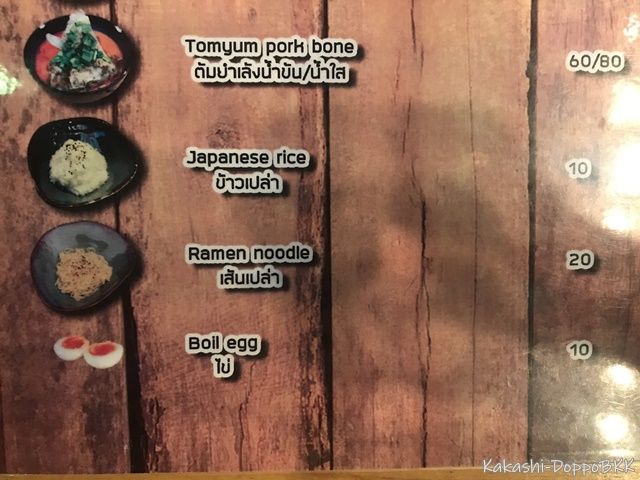 Tomyum pork bone
ต้มยำเล้งน้ำข้น/น้ำใส
60/80
Japanese rice
ข้าวเปล่า
10
Ramen noodle
เส้นเปล่า
20
Boil egg
ไข่
10
Kakashi-DoppoBKK